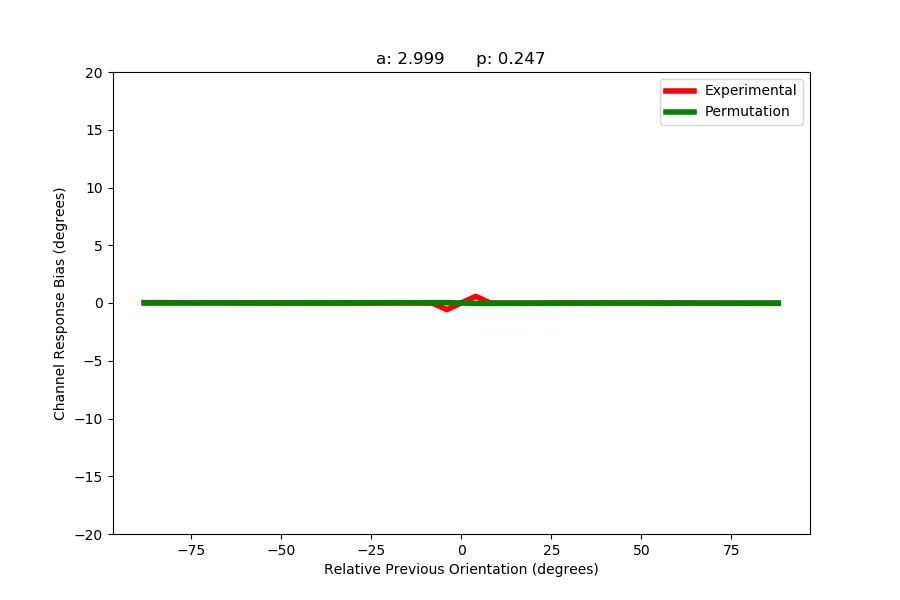 a: 2.999 p: 0.247
20
15
10
5
0
−5
−10
−15
−20
Channel Response Bias (degrees)
Experimental
Permutation
−75 −50 −25 0 25 50 75
Relative Previous Orientation (degrees)